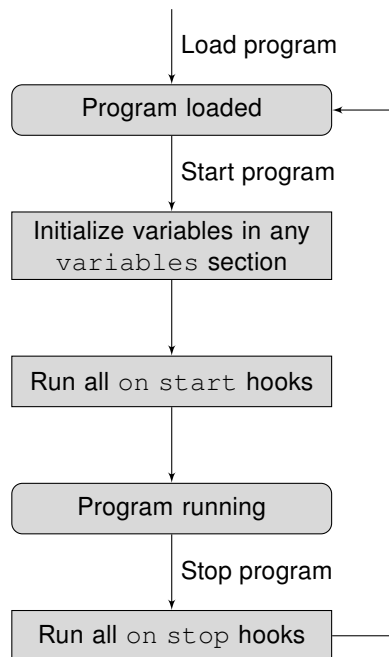 Load program
Program loaded
Start program
Initialize variables in any
variables section
Run all on start hooks
Program running
Stop program
Run all on stop hooks